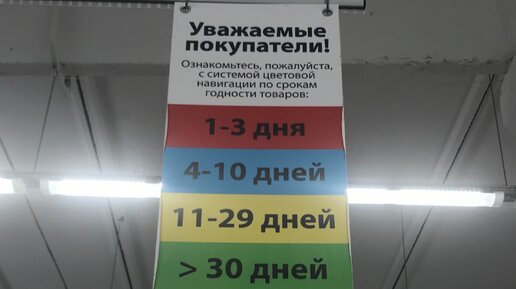 Уважаемые
покупатели!
Ознакомьтесь, пожалуйста,
с системой цветовой
навигации по срокам
годности товаров:
1-3 дня
4-10 дней
11-29 дней
> 30 дней